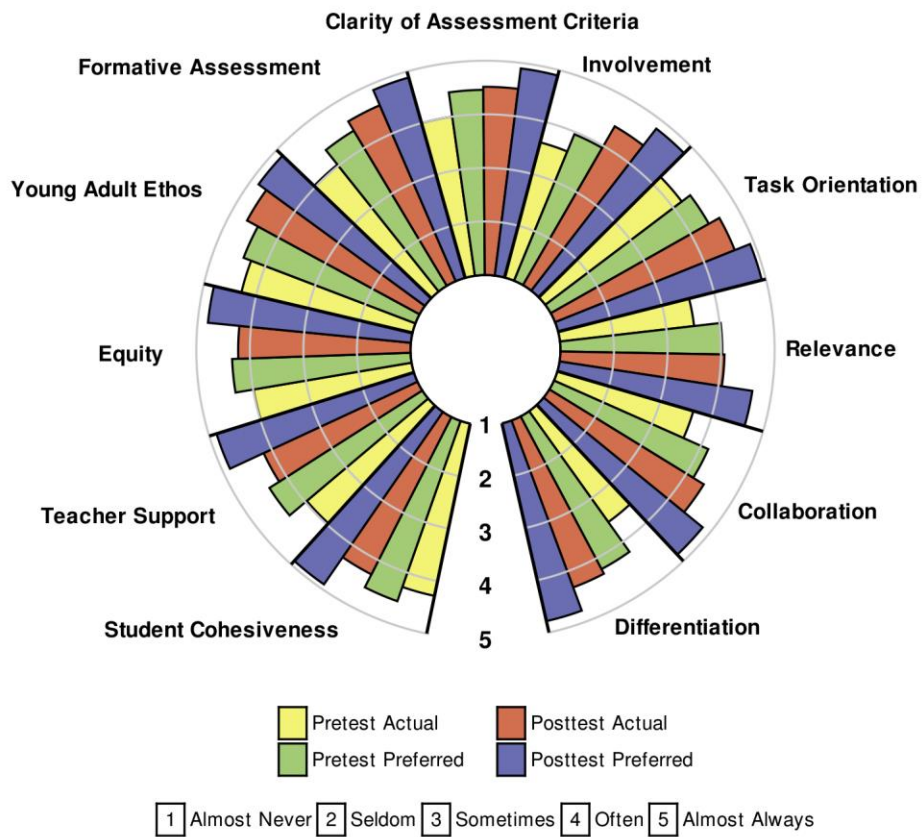 Clarity of Assessment Criteria
Formative Assessment
Involvement
Young Adult Ethos
Task Orientation
Equity
Relevance
Teacher Support
Collaboration
Student Cohesiveness
Differentiation
1
2
3
4
5
Pretest Actual
Posttest Actual
Pretest Preferred
Posttest Preferred
1 Almost Never 2 Seldom 3 Sometimes 4 Often 5 Almost Always